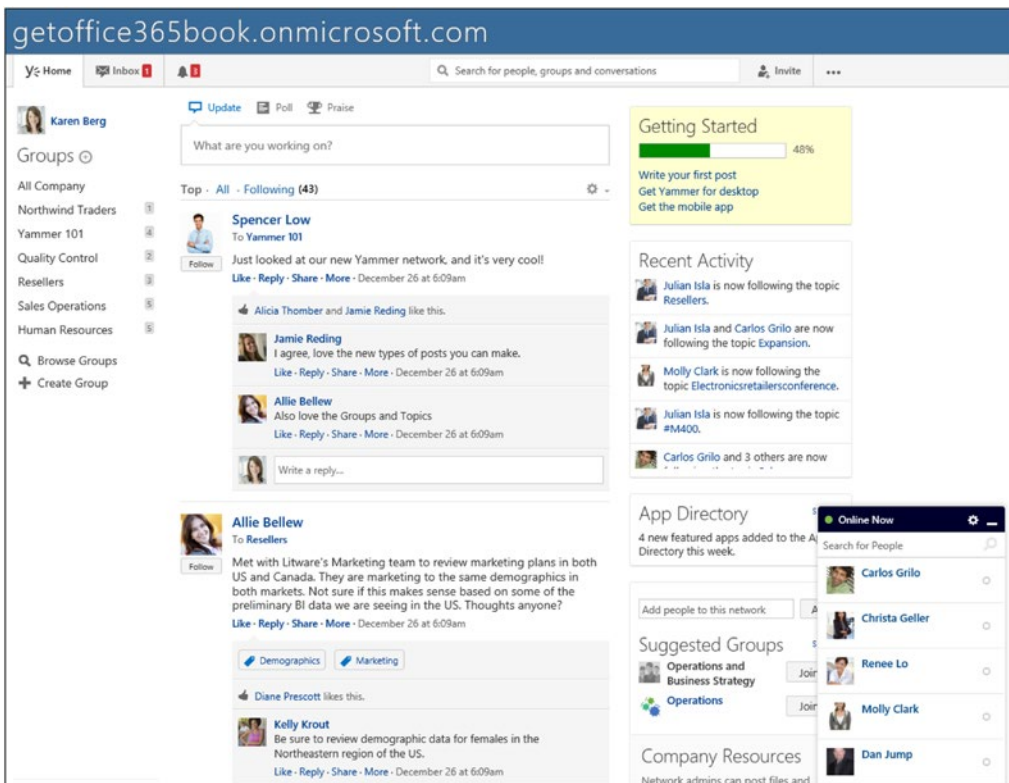 getoffice365book.onmicrosoft.com
Home
Inbox 1
Search for people, groups and conversations
Invite
Karen Berg
Groups
All Company
Northwind Traders 1
Yammer 101 4
Quality Control 2
Resellers
Sales Operations 5
Human Resources 5
Browse Groups
Create Group
Update Poll Praise
What are you working on?
Top · All · Following (43)
Spencer Low
To Yammer 101
Follow
Just looked at our new Yammer network, and it's very cool!
Like · Reply · Share · More · December 26 at 6:09am
Alicia Thomber and Jamie Reding like this.
Jamie Reding
I agree, love the new types of posts you can make.
Like · Reply · Share · More · December 26 at 6:09am
Allie Bellew
Also love the Groups and Topics
Like · Reply · Share · More · December 26 at 6:09am
Write a reply...
Allie Bellew
To Resellers
Follow
Met with Litware's Marketing team to review marketing plans in both
US and Canada. They are marketing to the same demographics in
both markets. Not sure if this makes sense based on some of the
preliminary BI data we are seeing in the US. Thoughts anyone?
Like · Reply · Share · More · December 26 at 6:09am
Demographics Marketing
Diane Prescott likes this.
Kelly Krout
Be sure to review demographic data for females in the
Northeastern region of the US.
Like · Reply · Share · More · December 26 at 6:09am
Getting Started
48%
Write your first post
Get Yammer for desktop
Get the mobile app
Recent Activity
Julian Isla is now following the topic
Resellers.
Julian Isla and Carlos Grilo are now
following the topic Expansion.
Molly Clark is now following the
topic Electronicsretailersconference.
Julian Isla is now following the topic
#M400.
Carlos Grilo and 3 others are now
App Directory
4 new featured apps added to the
Directory this week.
Add people to this network
Suggested Groups
Operations and
Business Strategy
Operations
Company Resources
Network admins can post files and
Online Now
Search for People
Carlos Grilo
Christa Geller
Renee Lo
Molly Clark
Dan Jump